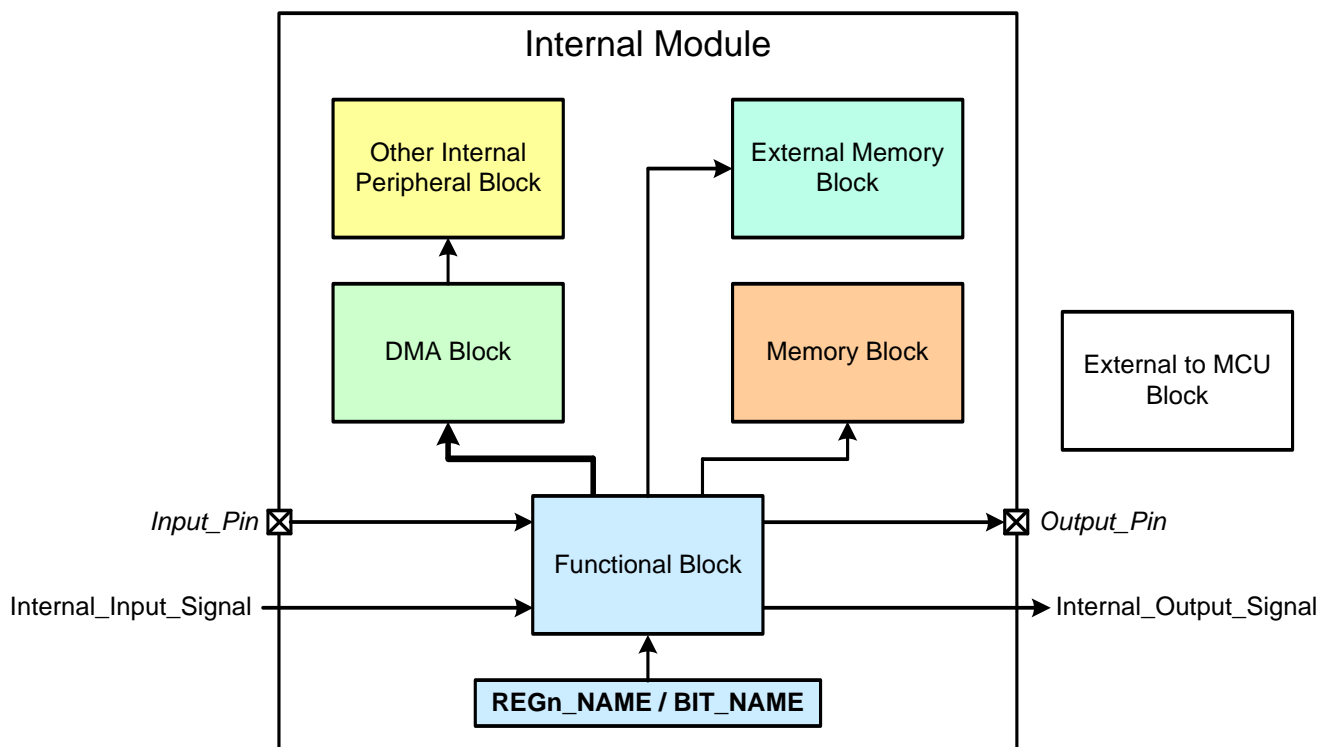 Internal Module
Other Internal
Peripheral Block
External Memory
Block
DMA Block
Memory Block
External to MCU
Block
Input_Pin
Output_Pin
Functional Block
Internal_Input_Signal
Internal_Output_Signal
REGn_NAME / BIT_NAME